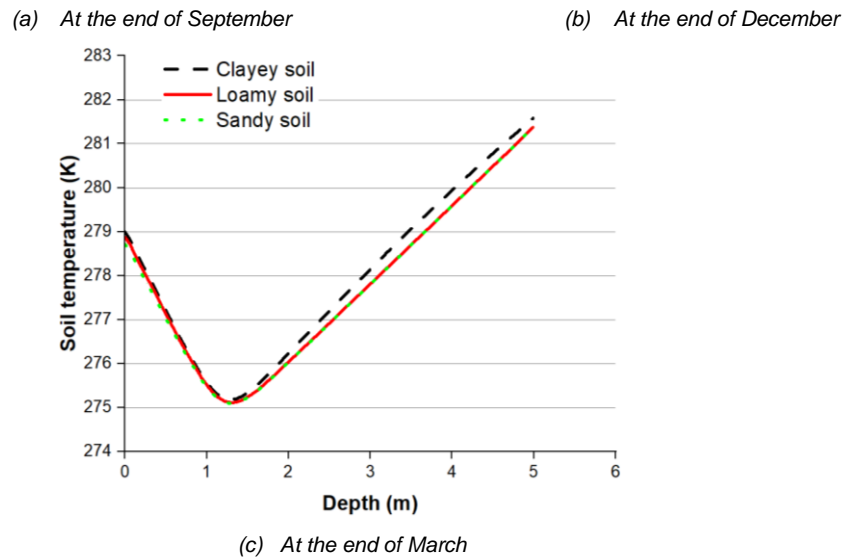 (a) At the end of September
(b) At the end of December
283
282
281
280
279
278
277
276
275
274
Soil temperature (K)
Clayey soil
Loamy soil
Sandy soil
0 1 2 3 4 5 6
Depth (m)
(c) At the end of March